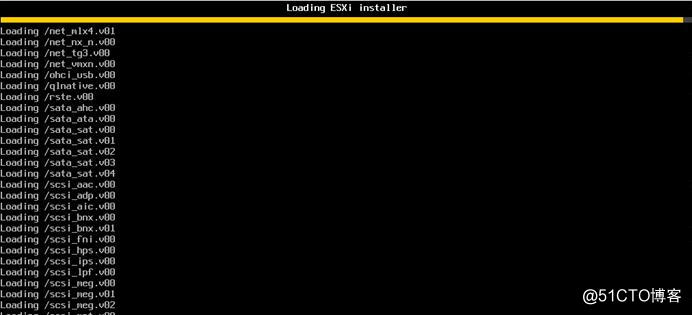 Loading ESXi installer
Loading /net_mlx4.v01
Loading /net_nx_n.v00
Loading /net_tg3.v00
Loading /net_vmxn.v00
Loading /ohci_usb.v00
Loading /qlnative.v00
Loading /rste.v00
Loading /sata_ahc.v00
Loading /sata_ata.v00
Loading /sata_sat.v00
Loading /sata_sat.v01
Loading /sata_sat.v02
Loading /sata_sat.v03
Loading /sata_sat.v04
Loading /scsi_aac.v00
Loading /scsi_adp.v00
Loading /scsi_aic.v00
Loading /scsi_bnx.v00
Loading /scsi_bnx.v01
Loading /scsi_fni.v00
Loading /scsi_hps.v00
Loading /scsi_ips.v00
Loading /scsi_lpf.v00
Loading /scsi_meg.v00
Loading /scsi_meg.v01
Loading /scsi_meg.v02
@51CTO博客